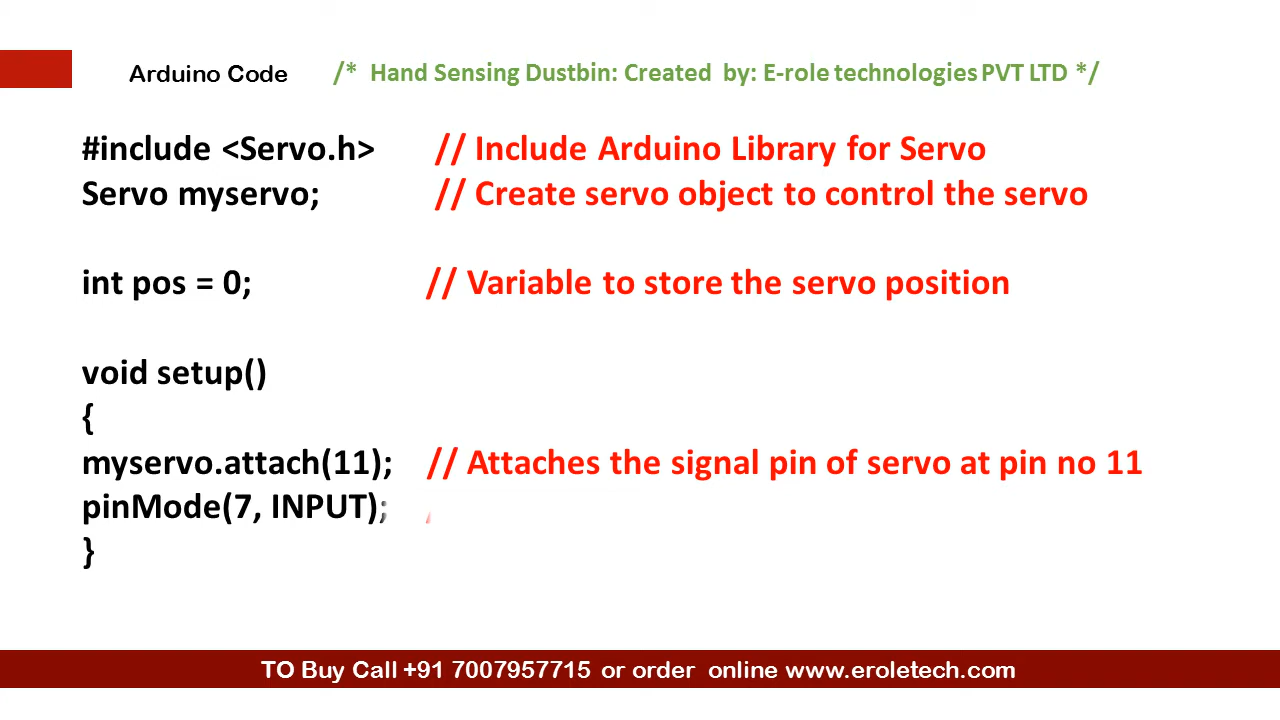 Arduino Code /* Hand Sensing Dustbin: Created by: E-role technologies PVT LTD */
#include <Servo.h> // Include Arduino Library for Servo
Servo myservo; // Create servo object to control the servo
int pos = 0; // Variable to store the servo position
void setup()
{
myservo.attach(11); // Attaches the signal pin of servo at pin no 11
pinMode(7, INPUT); /
}
TO Buy Call +91 7007957715 or order online www.eroletech.com